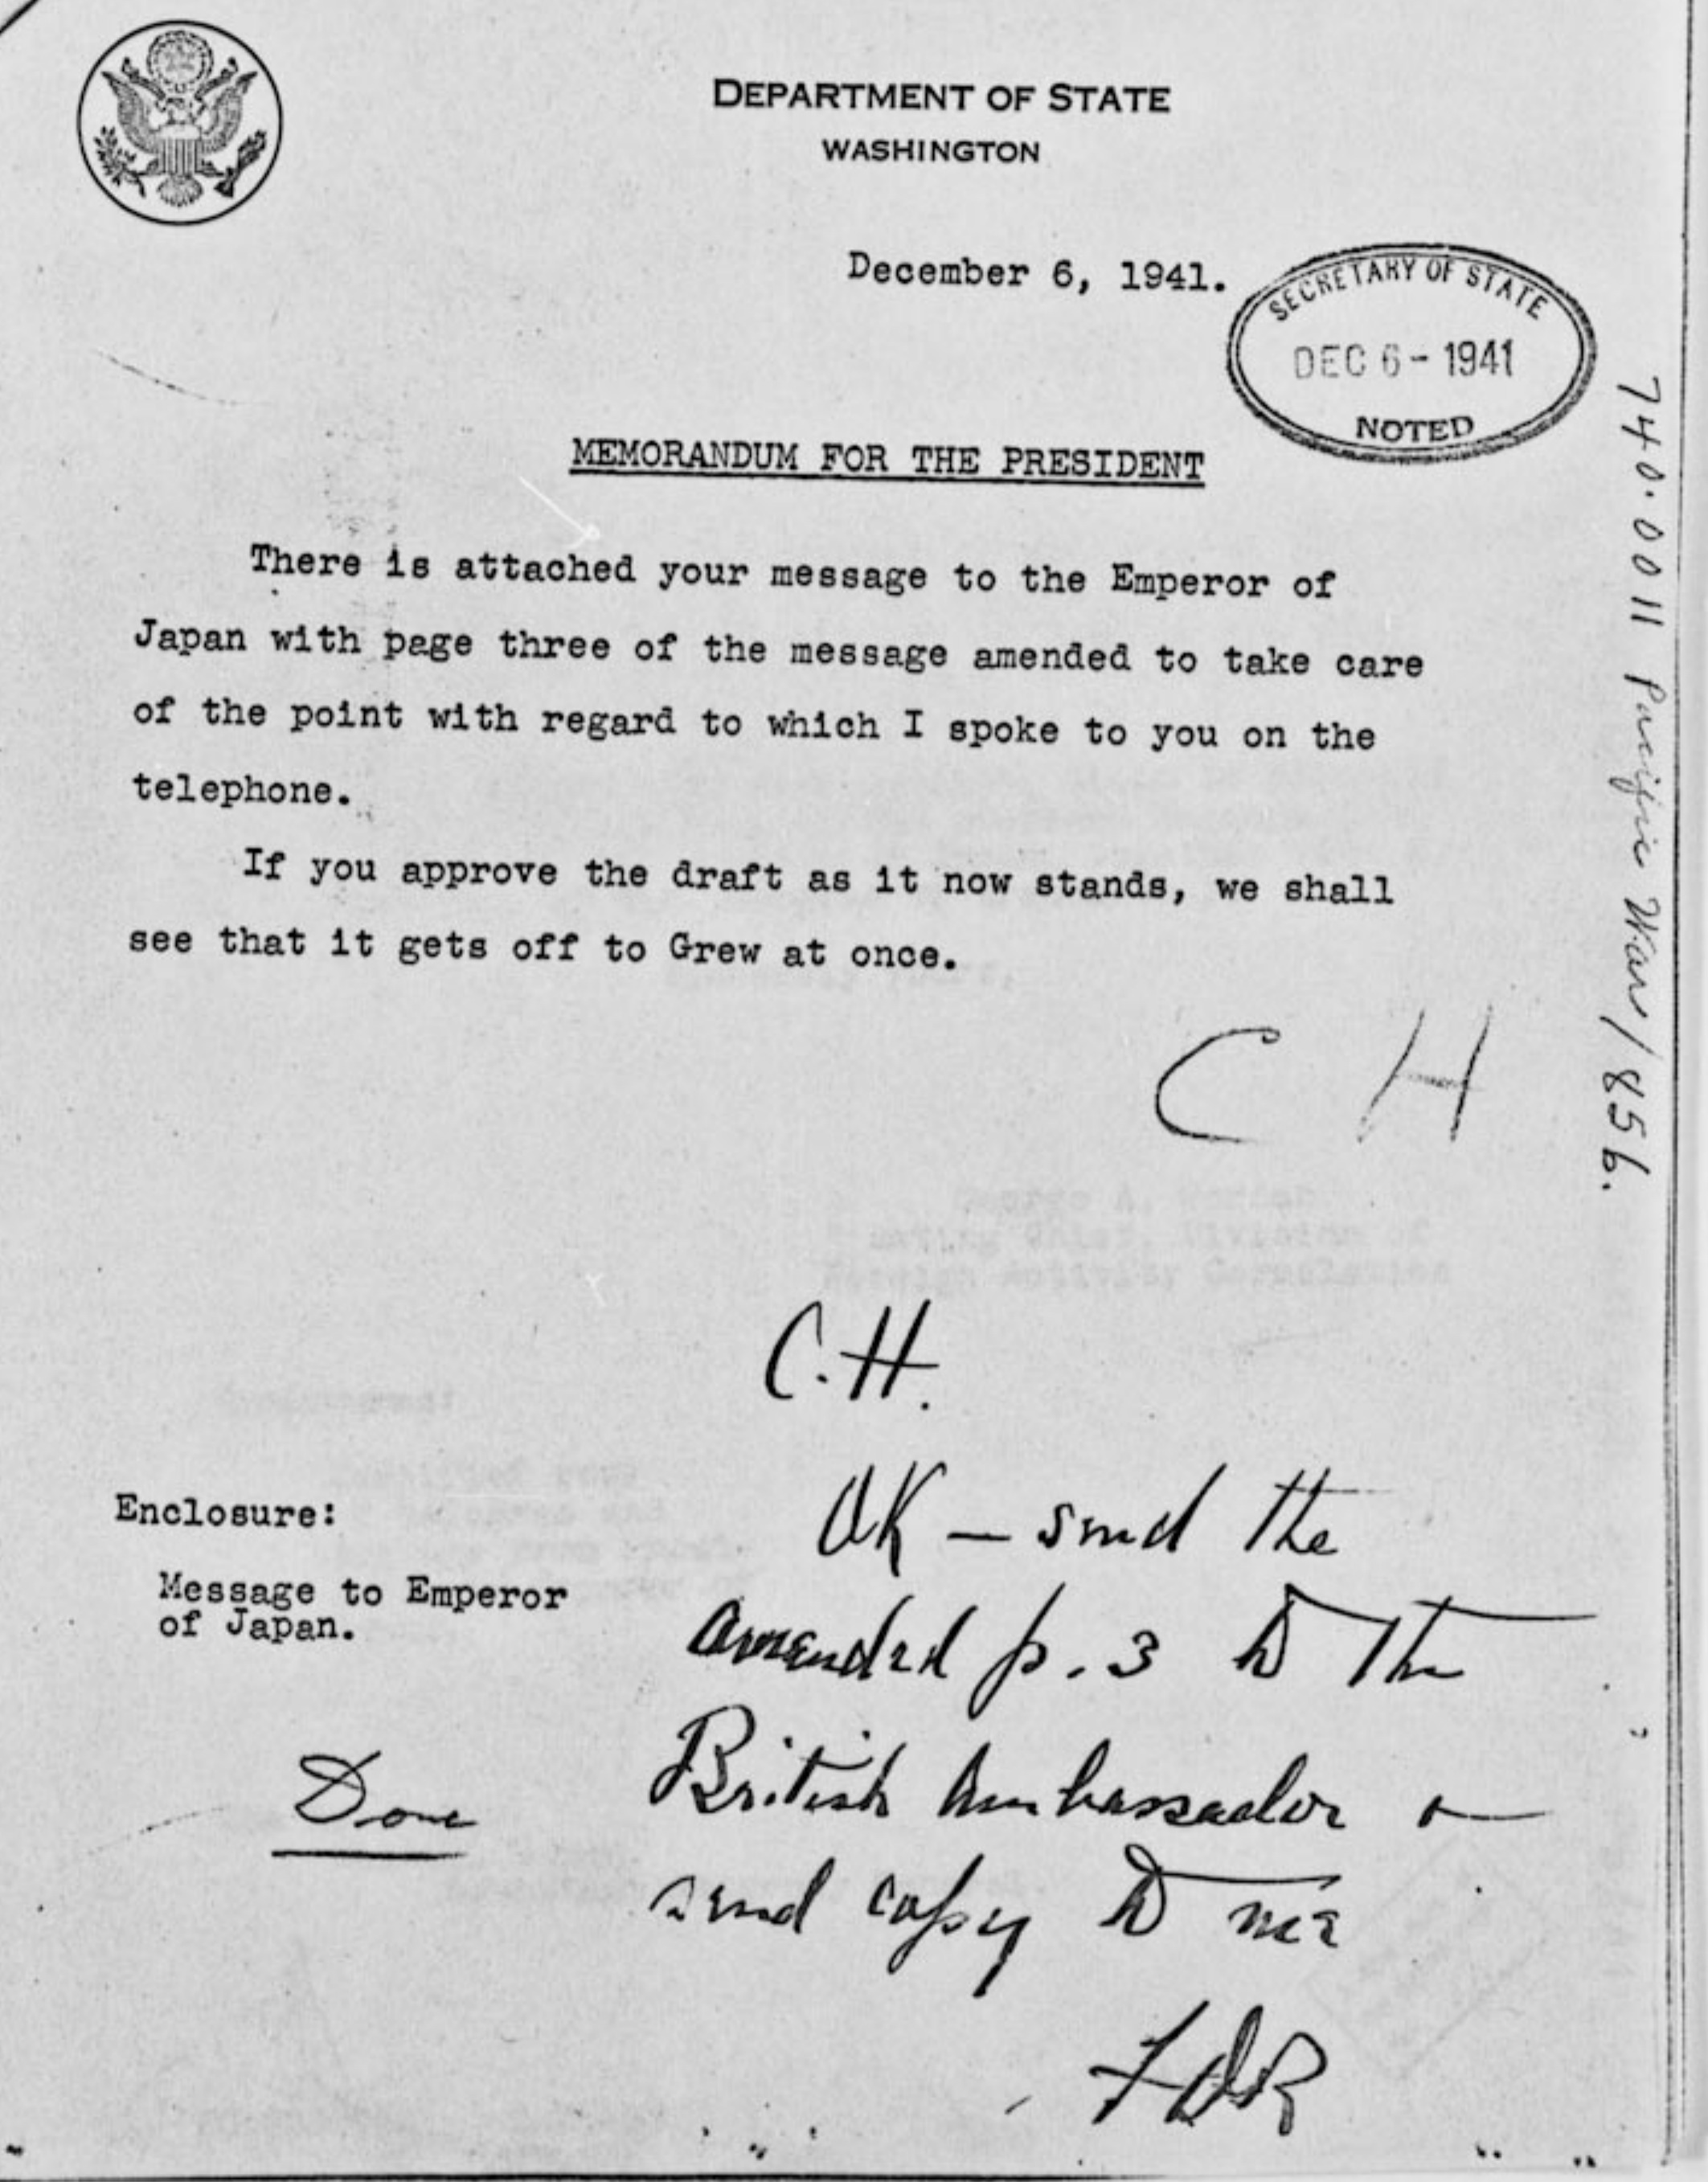 DEPARTMENT OF STATE
WASHINGTON
December 6, 1941.
SECRETARY OF STATE
DEC 6 - 1941
NOTED
MEMORANDUM FOR THE PRESIDENT
There is attached your message to the Emperor of
Japan with page three of the message amended to take care
of the point with regard to which I spoke to you on the
telephone.
If you approve the draft as it now stands, we shall
see that it gets off to Grew at once.
C H
C.H.
OK — send the
amended p. 3 to the
British Ambassador &
send copy to me
FDR
Enclosure:
Message to Emperor
of Japan.
Done
740.0011 Pacific War/856.